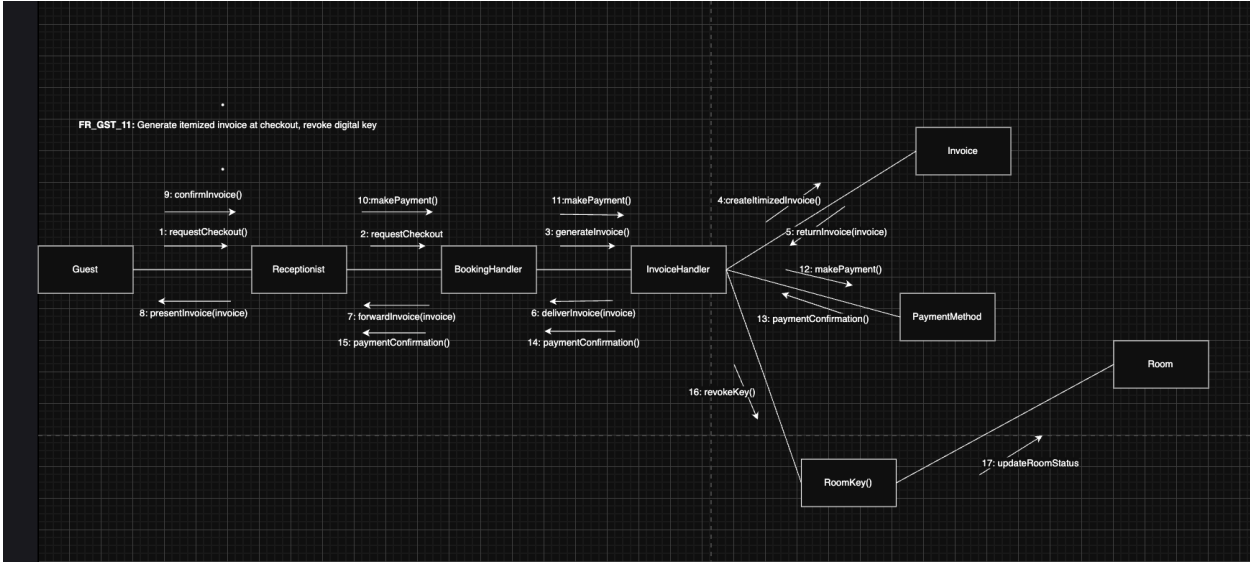 FR_GST_11: Generate itemized invoice at checkout, revoke digital key
Invoice
9: confirmInvoice()
10:makePayment()
11:makePayment()
4:createItimizedInvoice()
1: requestCheckout()
2: requestCheckout
3: generateInvoice()
5: returnInvoice(invoice)
Guest
Receptionist
BookingHandler
InvoiceHandler
12: makePayment()
8: presentInvoice(invoice)
7: forwardInvoice(invoice)
6: deliverInvoice(invoice)
13: paymentConfirmation()
PaymentMethod
15: paymentConfirmation()
14: paymentConfirmation()
Room
16: revokeKey()
17: updateRoomStatus
RoomKey()